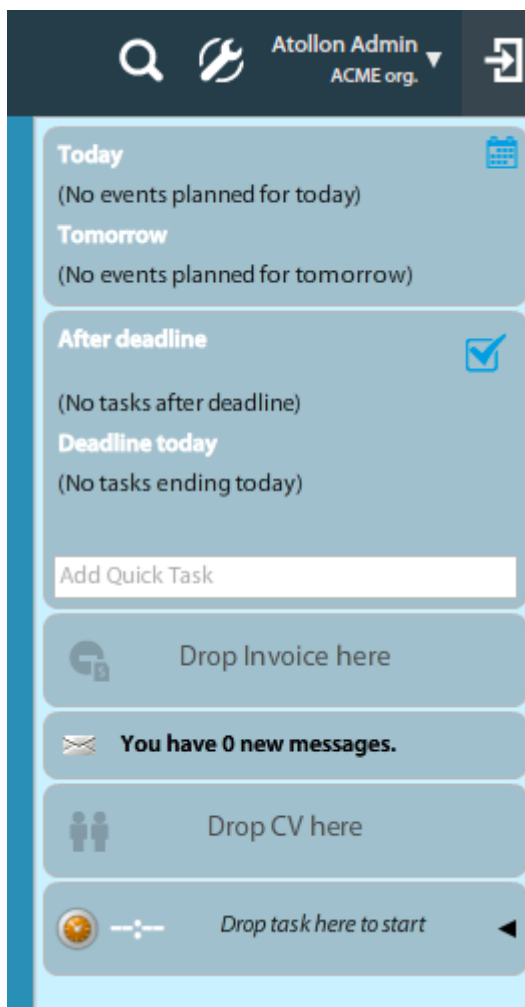 Atollon Admin
ACME org.
Today
(No events planned for today)
Tomorrow
(No events planned for tomorrow)
After deadline
(No tasks after deadline)
Deadline today
(No tasks ending today)
Add Quick Task
Drop Invoice here
You have 0 new messages.
Drop CV here
--:-- Drop task here to start